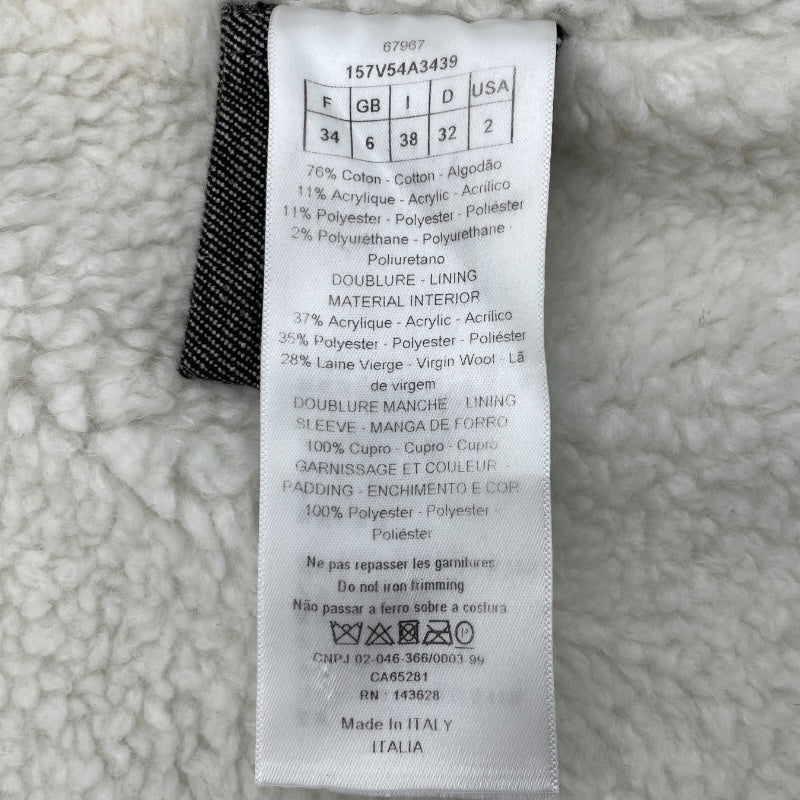 67967
157V54A3439
F GB I D USA
34 6 38 32 2
76% Coton - Cotton - Algodão
11% Acrylique - Acrylic - Acrílico
11% Polyester - Polyester - Poliéster
2% Polyuréthane - Polyurethane -
Poliuretano
DOUBLURE - LINING
MATERIAL INTERIOR
37% Acrylique - Acrylic - Acrílico
35% Polyester - Polyester - Poliéster
28% Laine Vierge - Virgin Wool - Lã
de virgem
DOUBLURE MANCHE - LINING
SLEEVE - MANGA DE FORRO
100% Cupro - Cupro - Cupro
GARNISSAGE ET COULEUR -
PADDING - ENCHIMENTO E COR
100% Polyester - Polyester -
Poliéster
Ne pas repasser les garnitures
Do not iron trimming
Não passar a ferro sobre a costura
P
CNPJ 02-046-366/0003-99
CA65281
RN : 143628
Made In ITALY
ITALIA